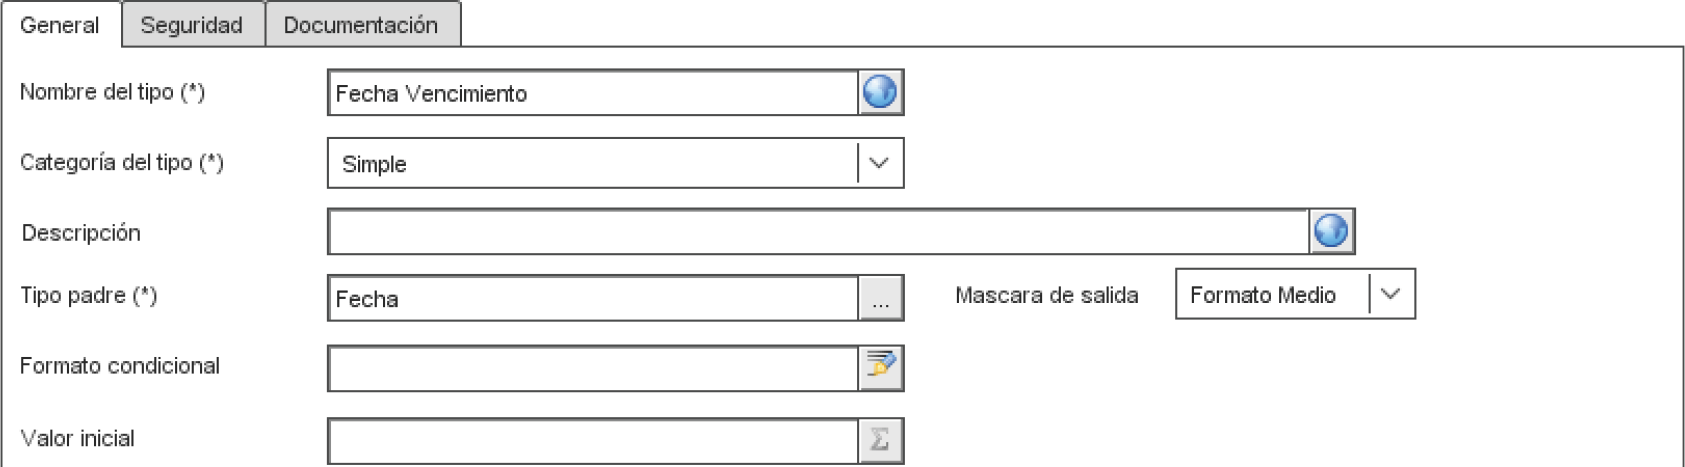 General Seguridad Documentación
Nombre del tipo (*) Fecha Vencimiento
Categoría del tipo (*) Simple
Descripción
Tipo padre (*) Fecha ... Mascara de salida Formato Medio
Formato condicional
Valor inicial Σ